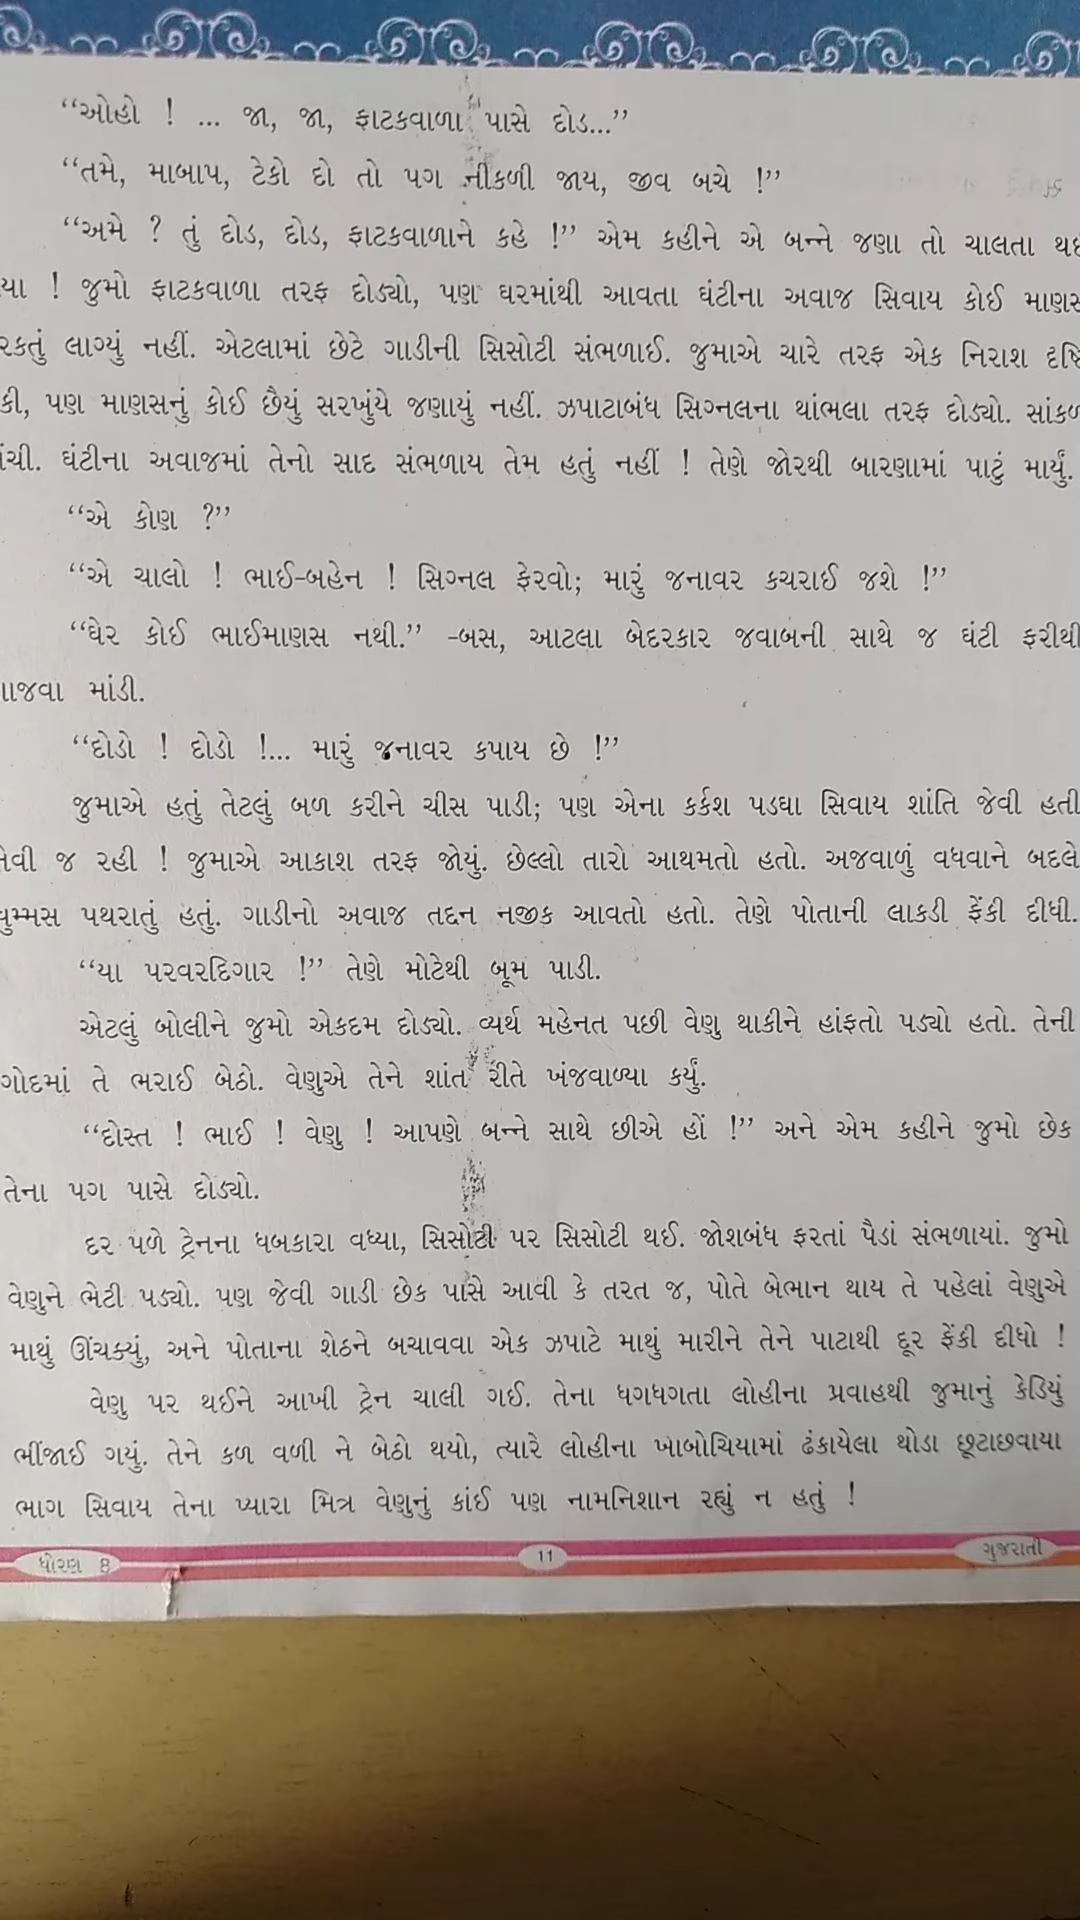 “ઓહો ! ... જા, જા, ફાટકવાળા પાસે દોડ...”
“તમે, માબાપ, ટેકો દો તો પગ નીકળી જાય, જીવ બચે !”
“અમે ? તું દોડ, દોડ, ફાટકવાળાને કહે !” એમ કહીને એ બન્ને જણા તો ચાલતા
! જુમો ફાટકવાળા તરફ દોડ્યો, પણ ઘરમાંથી આવતા ઘંટીના અવાજ સિવાય કોઈ
લાગ્યું નહીં. એટલામાં છેટે ગાડીની સિસોટી સંભળાઈ. જુમાએ ચારે તરફ એક નિરાશ
પણ માણસનું કોઈ છૈયું સરખુંયે જણાયું નહીં. ઝપાટાબંધ સિગ્નલના થાંભલા તરફ દોડ્યો.
ઘંટીના અવાજમાં તેનો સાદ સંભળાય તેમ હતું નહીં ! તેણે જોરથી બારણામાં પાટું માર્યું.
“એ કોણ ?”
“એ ચાલો ! ભાઈ-બહેન ! સિગ્નલ ફેરવો; મારું જનાવર કચરાઈ જશે !”
“ઘેર કોઈ ભાઈમાણસ નથી.” -બસ, આટલા બેદરકાર જવાબની સાથે જ ઘંટી ફરીથી
માંડી.
“દોડો ! દોડો !... મારું જનાવર કપાય છે !”
જુમાએ હતું તેટલું બળ કરીને ચીસ પાડી; પણ એના કર્કશ પડઘા સિવાય શાંતિ જેવી હતી
જ રહી ! જુમાએ આકાશ તરફ જોયું. છેલ્લો તારો આથમતો હતો. અજવાળું વધવાને બદલે
પથરાતું હતું. ગાડીનો અવાજ તદ્દન નજીક આવતો હતો. તેણે પોતાની લાકડી ફેંકી દીધી.
“યા પરવરદિગાર !” તેણે મોટેથી બૂમ પાડી.
એટલું બોલીને જુમો એકદમ દોડ્યો. વ્યર્થ મહેનત પછી વેણુ થાકીને હાંફતો પડ્યો હતો. તેની
ગોદમાં તે ભરાઈ બેઠો. વેણુએ તેને શાંત રીતે ખંજવાળ્યા કર્યું.
“દોસ્ત ! ભાઈ ! વેણુ ! આપણે બન્ને સાથે છીએ હોં !” અને એમ કહીને જુમો છેક
તેના પગ પાસે દોડ્યો.
દર પળે ટ્રેનના ધબકારા વધ્યા, સિસોટી પર સિસોટી થઈ. જોશબંધ ફરતાં પૈડાં સંભળાયાં. જુમો
વેણુને ભેટી પડ્યો. પણ જેવી ગાડી છેક પાસે આવી કે તરત જ, પોતે બેભાન થાય તે પહેલાં વેણુએ
માથું ઊંચક્યું, અને પોતાના શેઠને બચાવવા એક ઝપાટે માથું મારીને તેને પાટાથી દૂર ફેંકી દીધો !
વેણુ પર થઈને આખી ટ્રેન ચાલી ગઈ. તેના ધગધગતા લોહીના પ્રવાહથી જુમાનું કેડિયું
ભીંજાઈ ગયું. તેને કળ વળી ને બેઠો થયો, ત્યારે લોહીના ખાબોચિયામાં ઢંકાયેલા થોડા છૂટાછવાયા
ભાગ સિવાય તેના પ્યારા મિત્ર વેણુનું કાંઈ પણ નામનિશાન રહ્યું ન હતું !
ધોરણ 8 11 ગુજરાતી